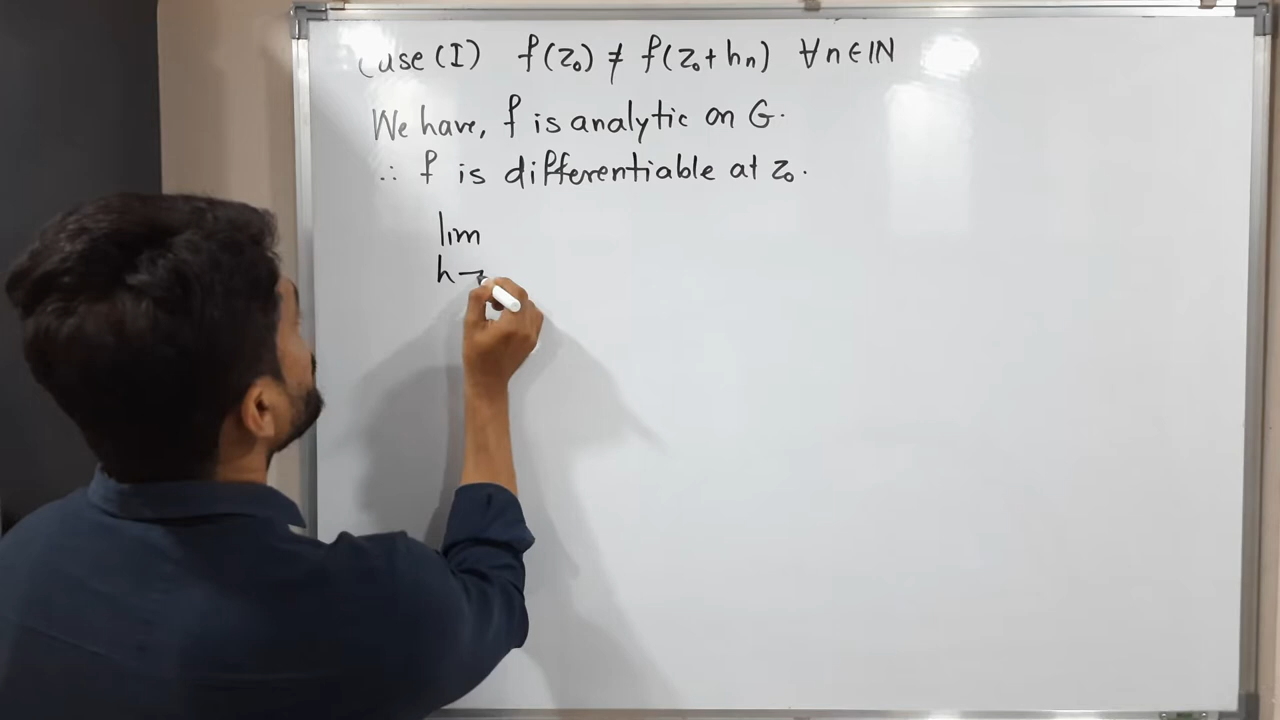 Case (I) f(z₀) ≠ f(z₀+hₙ) ∀n∈ℕ
We have, f is analytic on G.
∴ f is differentiable at z₀.
lim
h→